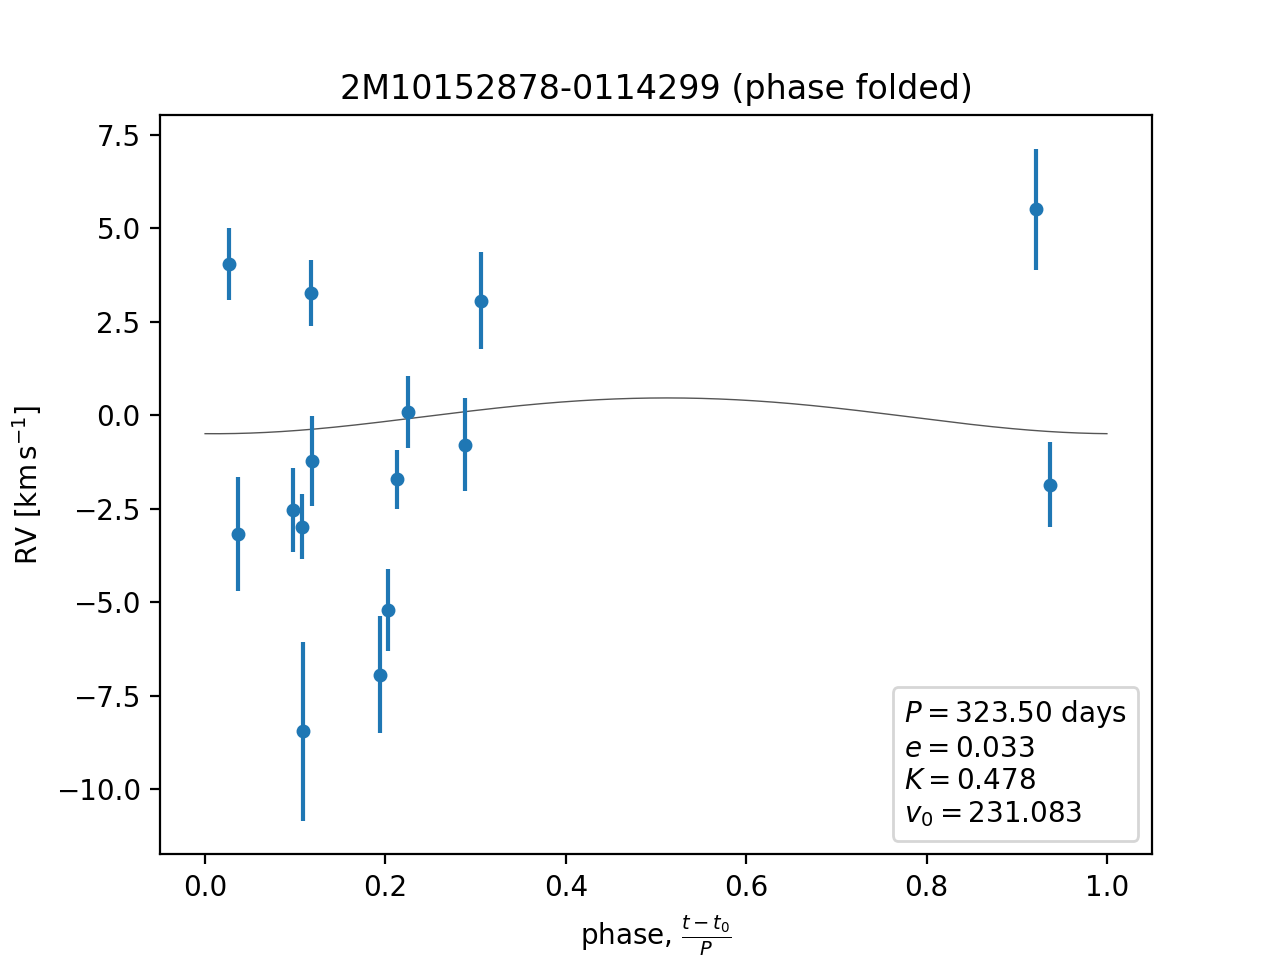 2M10152878-0114299 (phase folded)
7.5
5.0
2.5
0.0
−2.5
−5.0
−7.5
−10.0
RV [km s⁻¹]
P = 323.50 days
e = 0.033
K = 0.478
v₀ = 231.083
0.0 0.2 0.4 0.6 0.8 1.0
phase, (t − t₀)/P